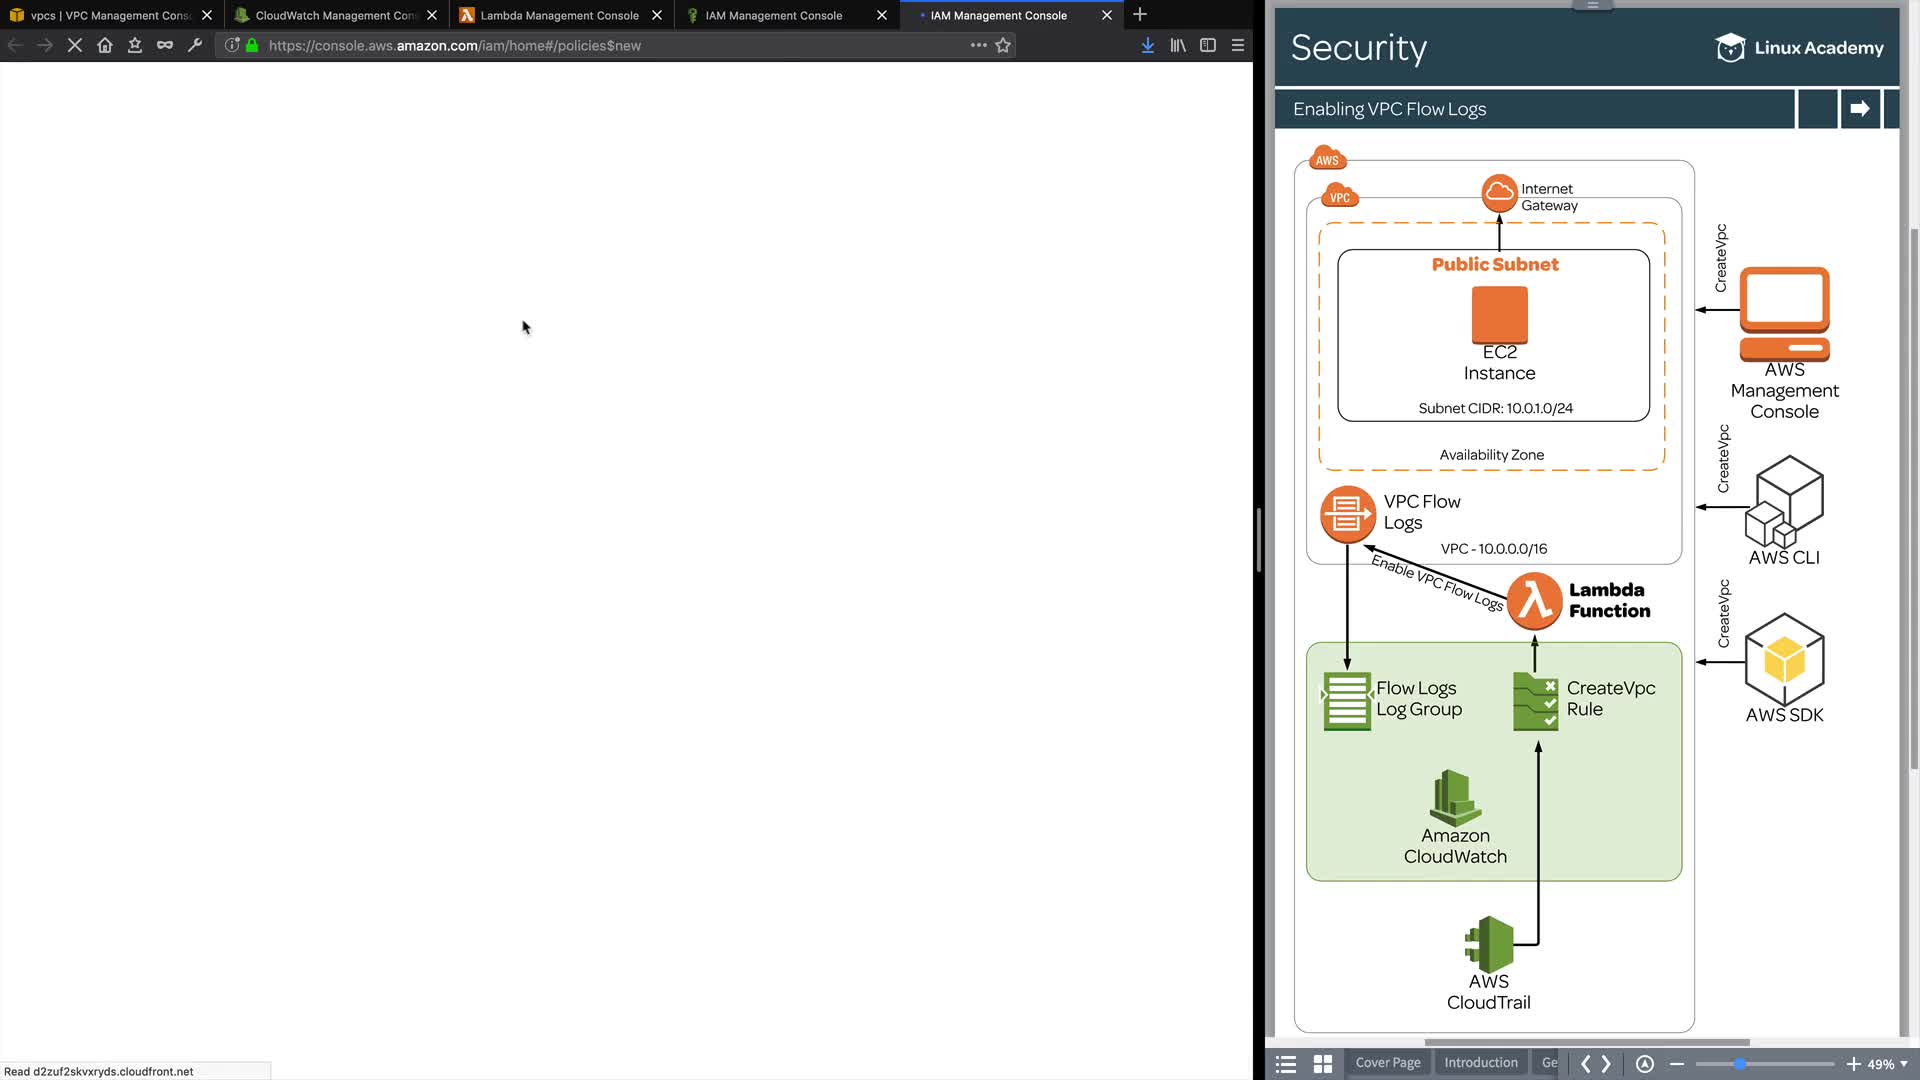 vpcs | VPC Management Cons
CloudWatch Management Con
Lambda Management Console
IAM Management Console
IAM Management Console
https://console.aws.amazon.com/iam/home#/policies$new
Security
Linux Academy
Enabling VPC Flow Logs
AWS
VPC
Internet
Gateway
Public Subnet
EC2
Instance
Subnet CIDR: 10.0.1.0/24
Availability Zone
VPC Flow
Logs
VPC - 10.0.0.0/16
Enable VPC Flow Logs
Lambda
Function
Flow Logs
Log Group
CreateVpc
Rule
Amazon
CloudWatch
AWS
CloudTrail
CreateVpc
AWS
Management
Console
CreateVpc
AWS CLI
CreateVpc
AWS SDK
Read d2zuf2skvxryds.cloudfront.net
Cover Page
Introduction
Ge
49%